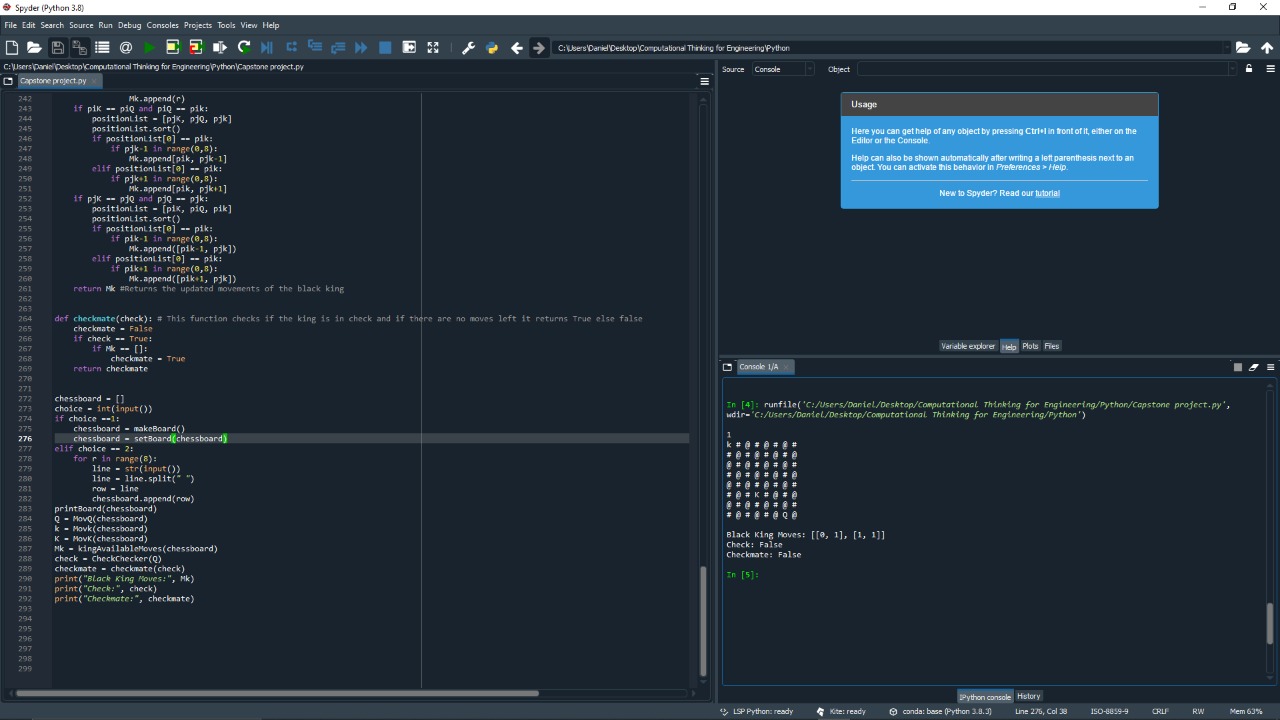 Spyder (Python 3.8)
File Edit Search Source Run Debug Consoles Projects Tools View Help
C:\Users\Daniel\Desktop\Computational Thinking for Engineering\Python
C:\Users\Daniel\Desktop\Computational Thinking for Engineering\Python\Capstone project.py
Capstone project.py
242 Mk.append(r)
243 if piK == piQ and piQ == pik:
244 positionList = [pjK, pjQ, pjk]
245 positionList.sort()
246 if positionList[0] == pik:
247 if pjk-1 in range(0,8):
248 Mk.append[pik, pjk-1]
249 elif positionList[0] == pik:
250 if pjk+1 in range(0,8):
251 Mk.append[pik, pjk+1]
252 if pjK == pjQ and pjQ == pjk:
253 positionList = [piK, piQ, pik]
254 positionList.sort()
255 if positionList[0] == pik:
256 if pik-1 in range(0,8):
257 Mk.append([pik-1, pjk])
258 elif positionList[0] == pik:
259 if pik+1 in range(0,8):
260 Mk.append([pik+1, pjk])
261 return Mk #Returns the updated movements of the black king
262
263
264 def checkmate(check): # This function checks if the king is in check and if there are no moves left it returns True else false
265 checkmate = False
266 if check == True:
267 if Mk == []:
268 checkmate = True
269 return checkmate
270
271
272 chessboard = []
273 choice = int(input())
274 if choice ==1:
275 chessboard = makeBoard()
276 chessboard = setBoard(chessboard)
277 elif choice == 2:
278 for r in range(8):
279 line = str(input())
280 line = line.split(" ")
281 row = line
282 chessboard.append(row)
283 printBoard(chessboard)
284 Q = MovQ(chessboard)
285 k = Movk(chessboard)
286 K = MovK(chessboard)
287 Mk = kingAvailableMoves(chessboard)
288 check = CheckChecker(Q)
289 checkmate = checkmate(check)
290 print("Black King Moves:", Mk)
291 print("Check:", check)
292 print("Checkmate:", checkmate)
293
294
295
296
297
298
299
Source Console Object
Usage
Here you can get help of any object by pressing Ctrl+I in front of it, either on the
Editor or the Console.
Help can also be shown automatically after writing a left parenthesis next to an
object. You can activate this behavior in Preferences > Help.
New to Spyder? Read our tutorial
Variable explorer Help Plots Files
Console 1/A
In [4]: runfile('C:/Users/Daniel/Desktop/Computational Thinking for Engineering/Python/Capstone project.py',
wdir='C:/Users/Daniel/Desktop/Computational Thinking for Engineering/Python')
1
k # @ # @ # @ #
# @ # @ # @ # @
@ # @ # @ # @ #
# @ # @ # @ # @
@ # @ # @ # @ #
# @ # K # @ # @
@ # @ # @ # @ #
# @ # @ # @ Q @
Black King Moves: [[0, 1], [1, 1]]
Check: False
Checkmate: False
In [5]:
IPython console History
LSP Python: ready Kite: ready conda: base (Python 3.8.3) Line 276, Col 38 ISO-8859-9 CRLF RW Mem 63%